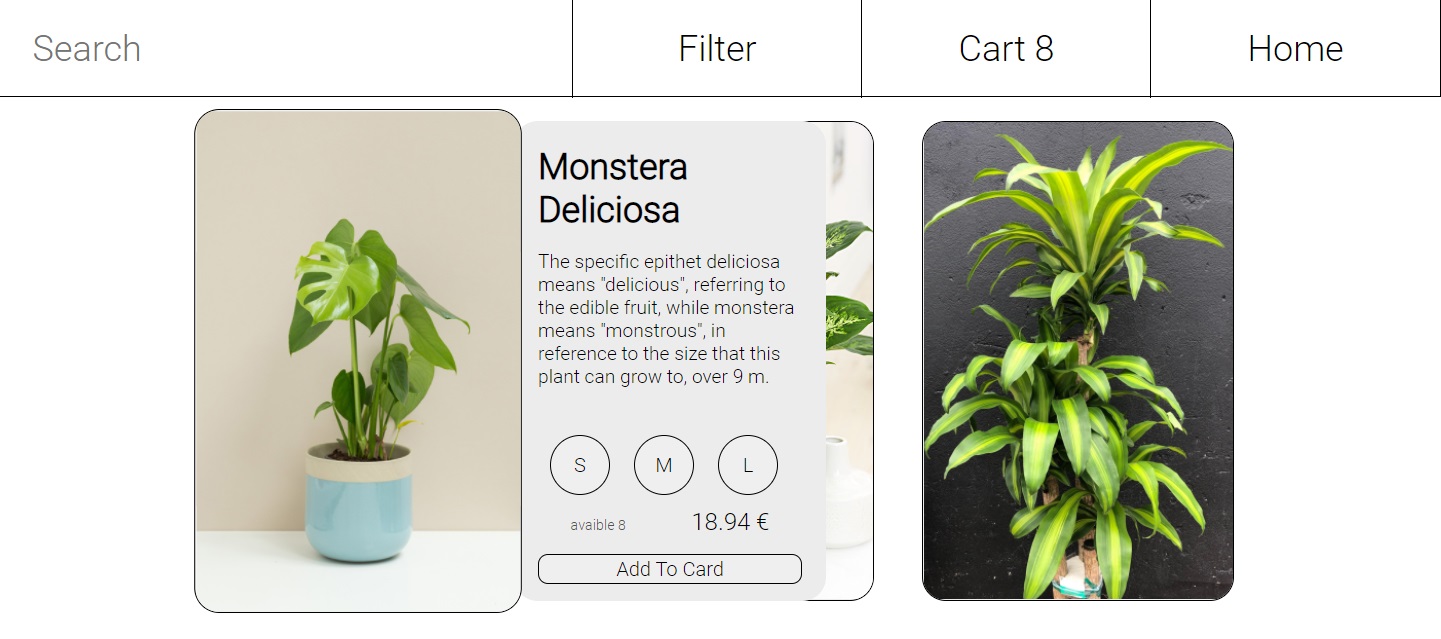 Search
Filter
Cart 8
Home
Monstera
Deliciosa
The specific epithet deliciosa
means "delicious", referring to
the edible fruit, while monstera
means "monstrous", in
reference to the size that this
plant can grow to, over 9 m.
S
M
L
avaible 8
18.94 €
Add To Card